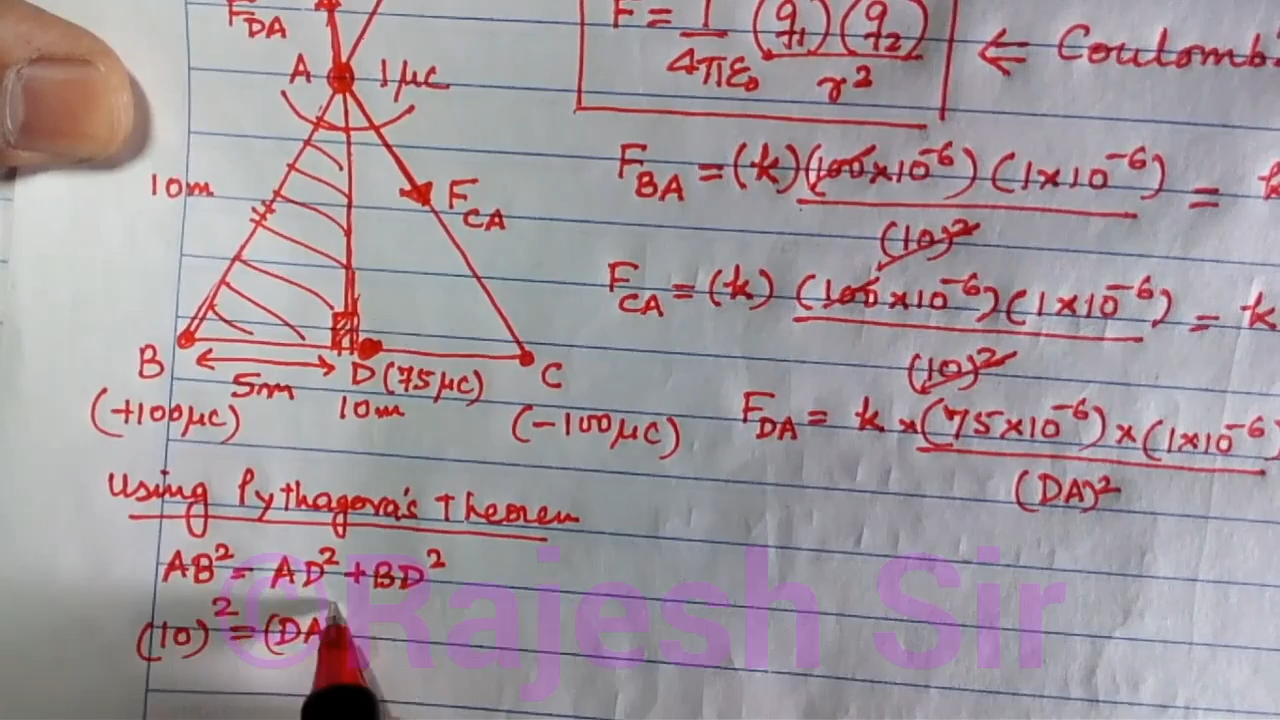 F_DA
F = 1/4πε₀ (q₁)(q₂)/r² ⇐ Coulomb'
A 1μc
F_BA = (k)(100×10⁻⁶)(1×10⁻⁶)/(10)² =
10m
F_CA
F_CA = (k) (100×10⁻⁶)(1×10⁻⁶)/(10)² = k
B 5m D(75μc) C
10m
(+100μc) (-100μc)
F_DA = k × (75×10⁻⁶) × (1×10⁻⁶/(DA)²
Using Pythagora's Theorem
AB² = AD² + BD²
(10)² = (DA
©Rajesh Sir